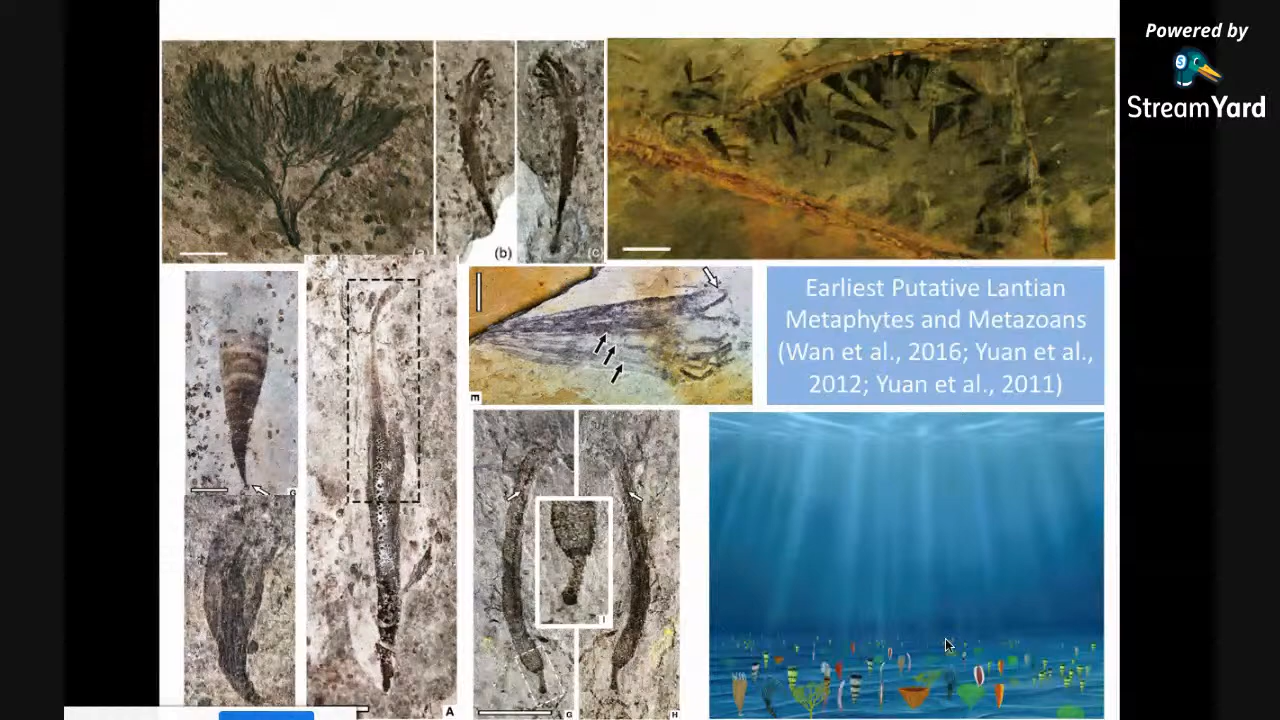 Powered by
StreamYard
(a)
(b)
(c)
Earliest Putative Lantian
Metaphytes and Metazoans
(Wan et al., 2016; Yuan et al.,
2012; Yuan et al., 2011)
E
A
I
G
H